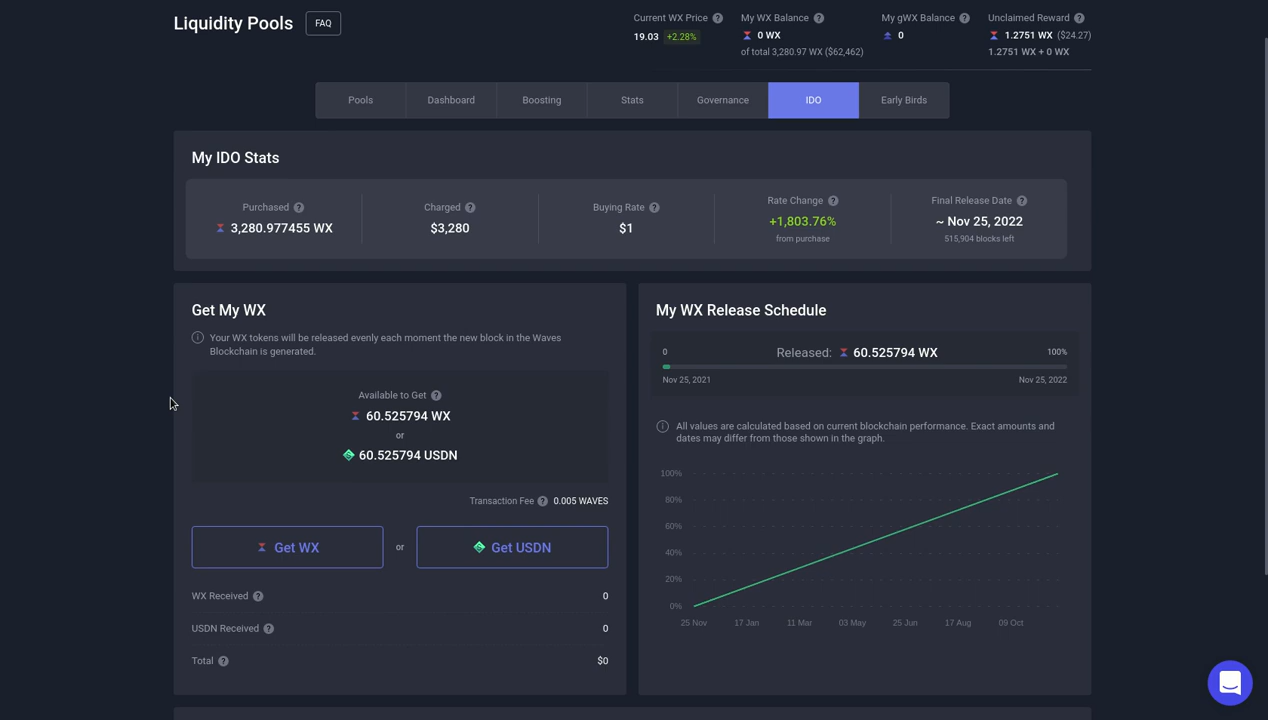 Liquidity Pools
FAQ
Current WX Price
19.03 +2.28%
My WX Balance
0 WX
of total 3,280.97 WX ($62,462)
My gWX Balance
0
Unclaimed Reward
1.2751 WX ($24.27)
1.2751 WX + 0 WX
Pools
Dashboard
Boosting
Stats
Governance
IDO
Early Birds
My IDO Stats
Purchased
3,280.977455 WX
Charged
$3,280
Buying Rate
$1
Rate Change
+1,803.76%
from purchase
Final Release Date
~ Nov 25, 2022
515,904 blocks left
Get My WX
Your WX tokens will be released evenly each moment the new block in the Waves
Blockchain is generated.
Available to Get
60.525794 WX
or
60.525794 USDN
Transaction Fee 0.005 WAVES
Get WX
or
Get USDN
WX Received 0
USDN Received 0
Total $0
My WX Release Schedule
0 Released: 60.525794 WX 100%
Nov 25, 2021 Nov 25, 2022
All values are calculated based on current blockchain performance. Exact amounts and
dates may differ from those shown in the graph.
100%
80%
60%
40%
20%
0%
25 Nov 17 Jan 11 Mar 03 May 25 Jun 17 Aug 09 Oct